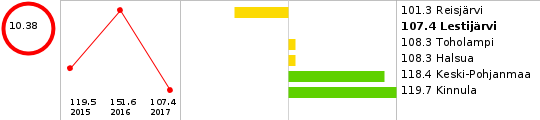 10.38
119.5 151.6 107.4
2015 2016 2017
101.3 Reisjärvi
107.4 Lestijärvi
108.3 Toholampi
108.3 Halsua
118.4 Keski-Pohjanmaa
119.7 Kinnula